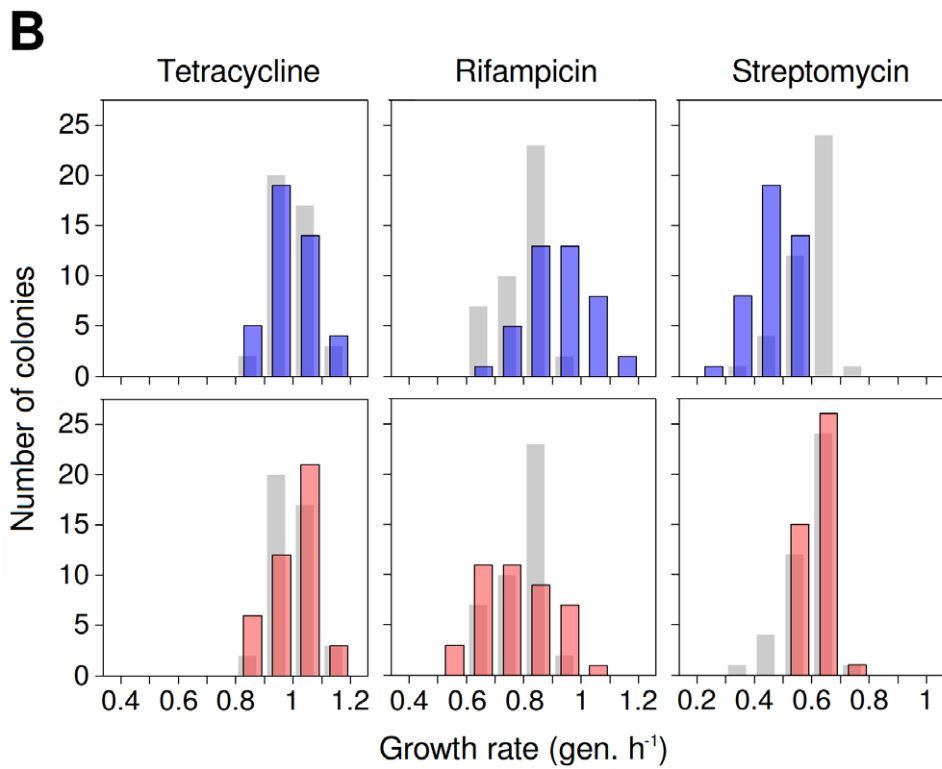 B
Tetracycline Rifampicin Streptomycin
Number of colonies
25
20
15
10
5
0
25
20
15
10
5
0
0.4 0.6 0.8 1 1.2 0.4 0.6 0.8 1 1.2 0.2 0.4 0.6 0.8 1
Growth rate (gen. h⁻¹)